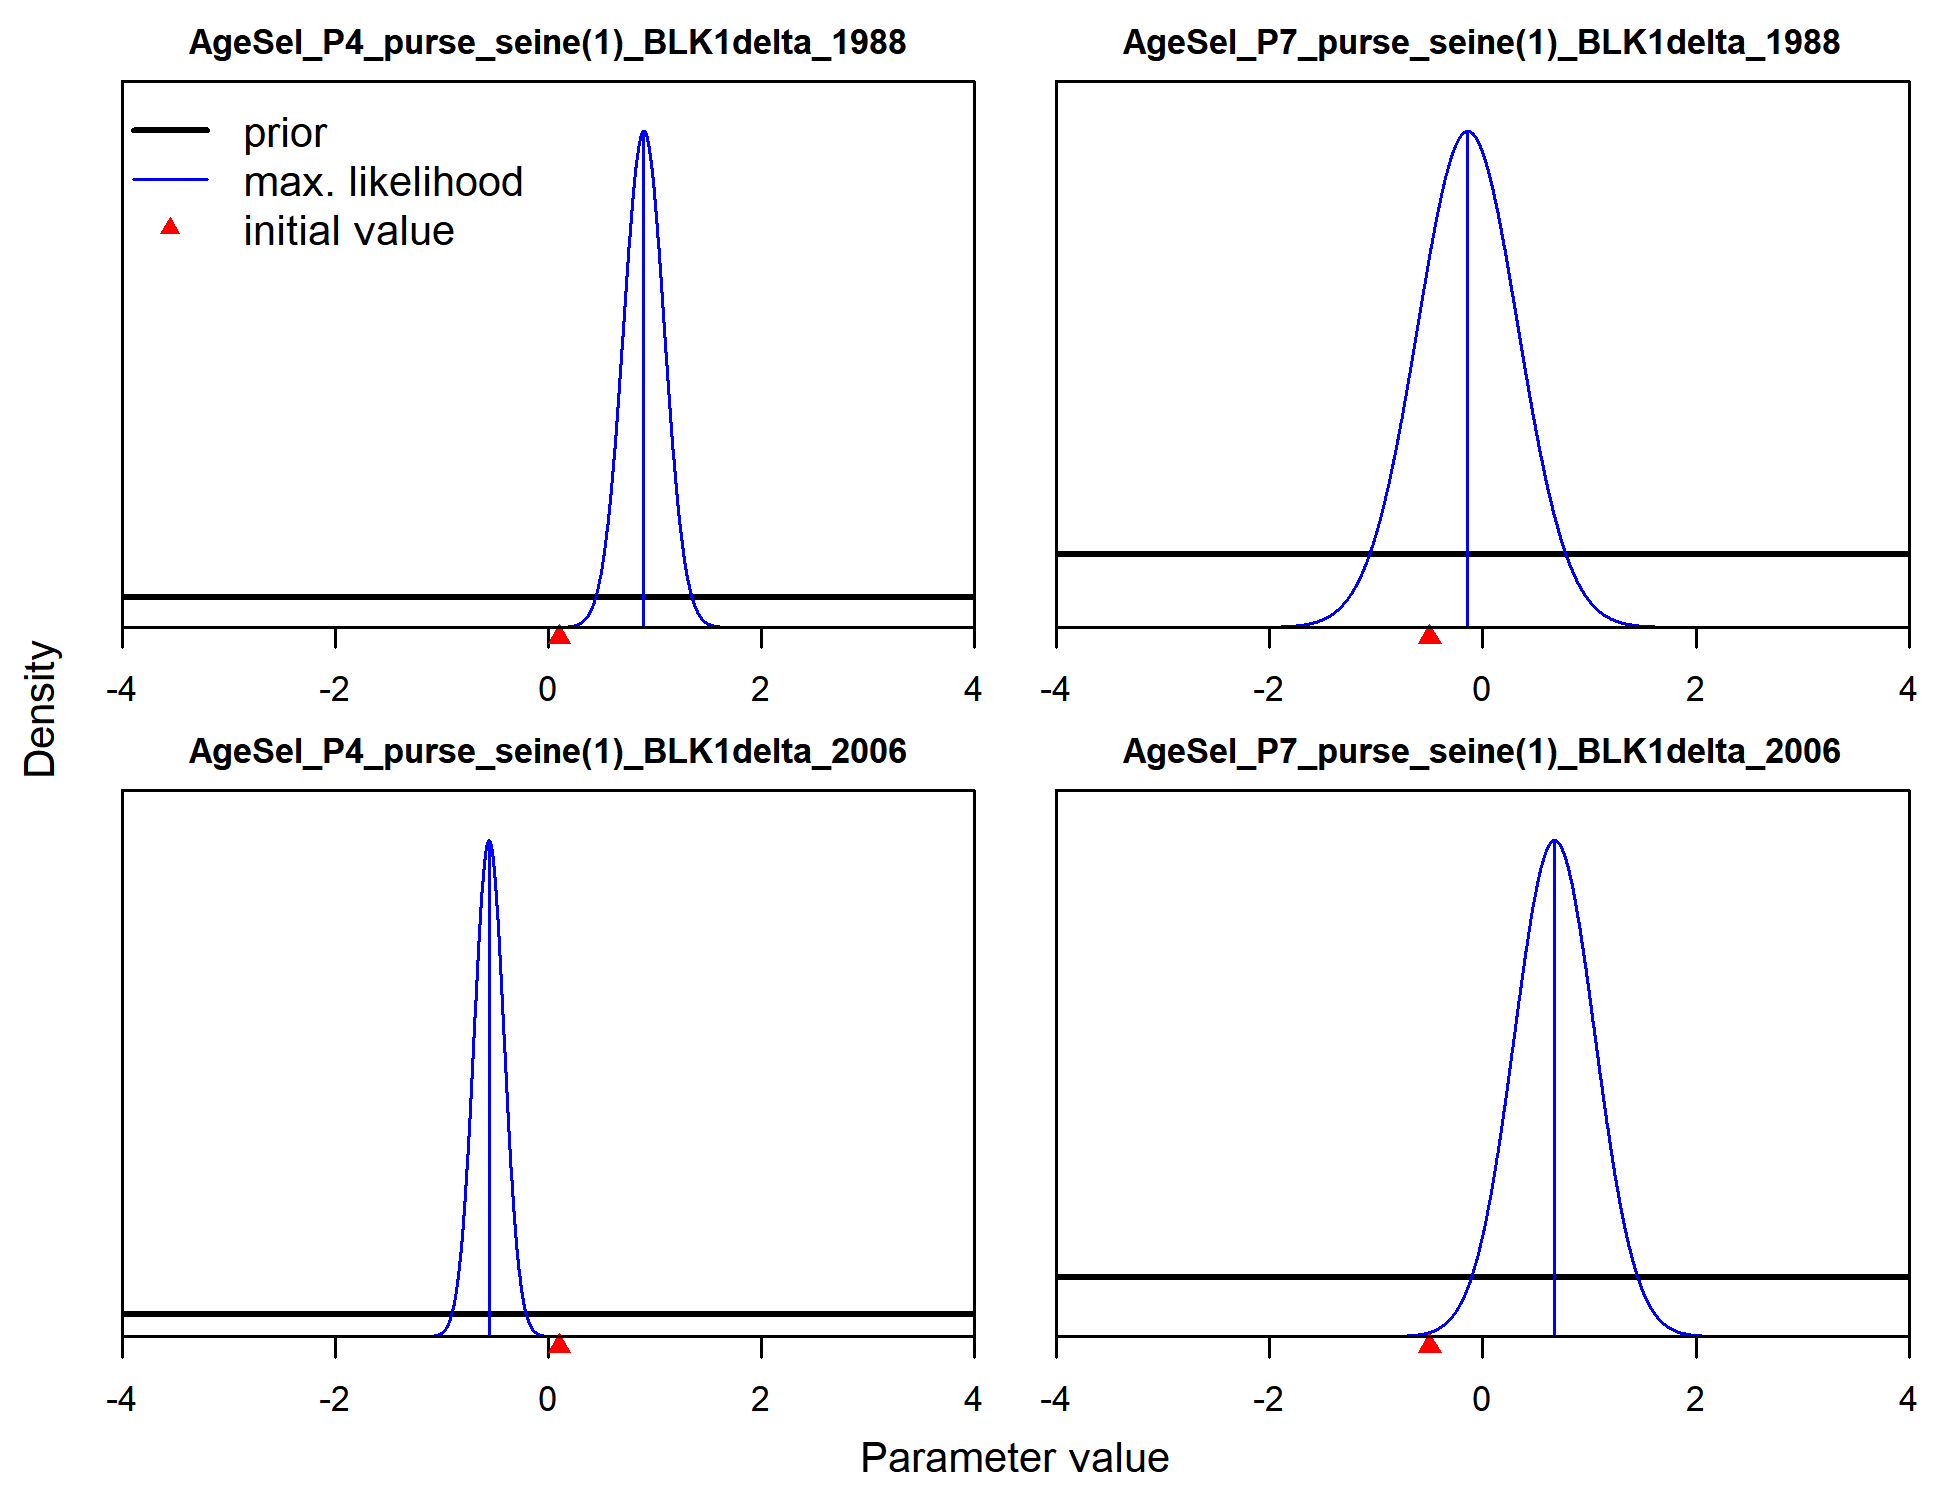 AgeSel_P4_purse_seine(1)_BLK1delta_1988
prior
max. likelihood
initial value
-4 -2 0 2 4
AgeSel_P7_purse_seine(1)_BLK1delta_1988
-4 -2 0 2 4
Density
AgeSel_P4_purse_seine(1)_BLK1delta_2006
-4 -2 0 2 4
AgeSel_P7_purse_seine(1)_BLK1delta_2006
-4 -2 0 2 4
Parameter value